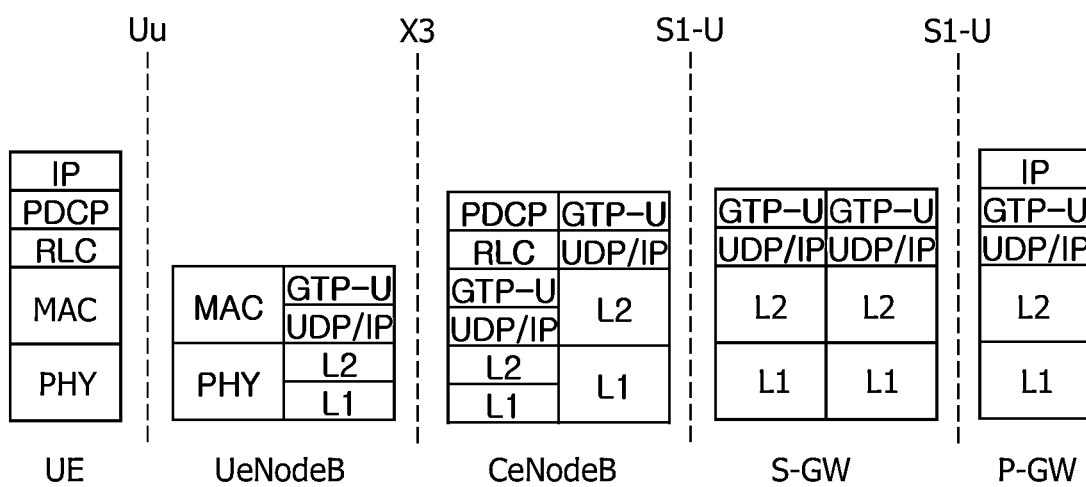 Uu X3 S1-U S1-U
IP IP
PDCP PDCP GTP-U GTP-U GTP-U GTP-U
RLC RLC UDP/IP UDP/IP UDP/IP UDP/IP
MAC MAC GTP-U GTP-U L2 L2 L2 L2
UDP/IP UDP/IP
PHY PHY L2 L2 L1 L1 L1 L1
L1 L1
UE UeNodeB CeNodeB S-GW P-GW